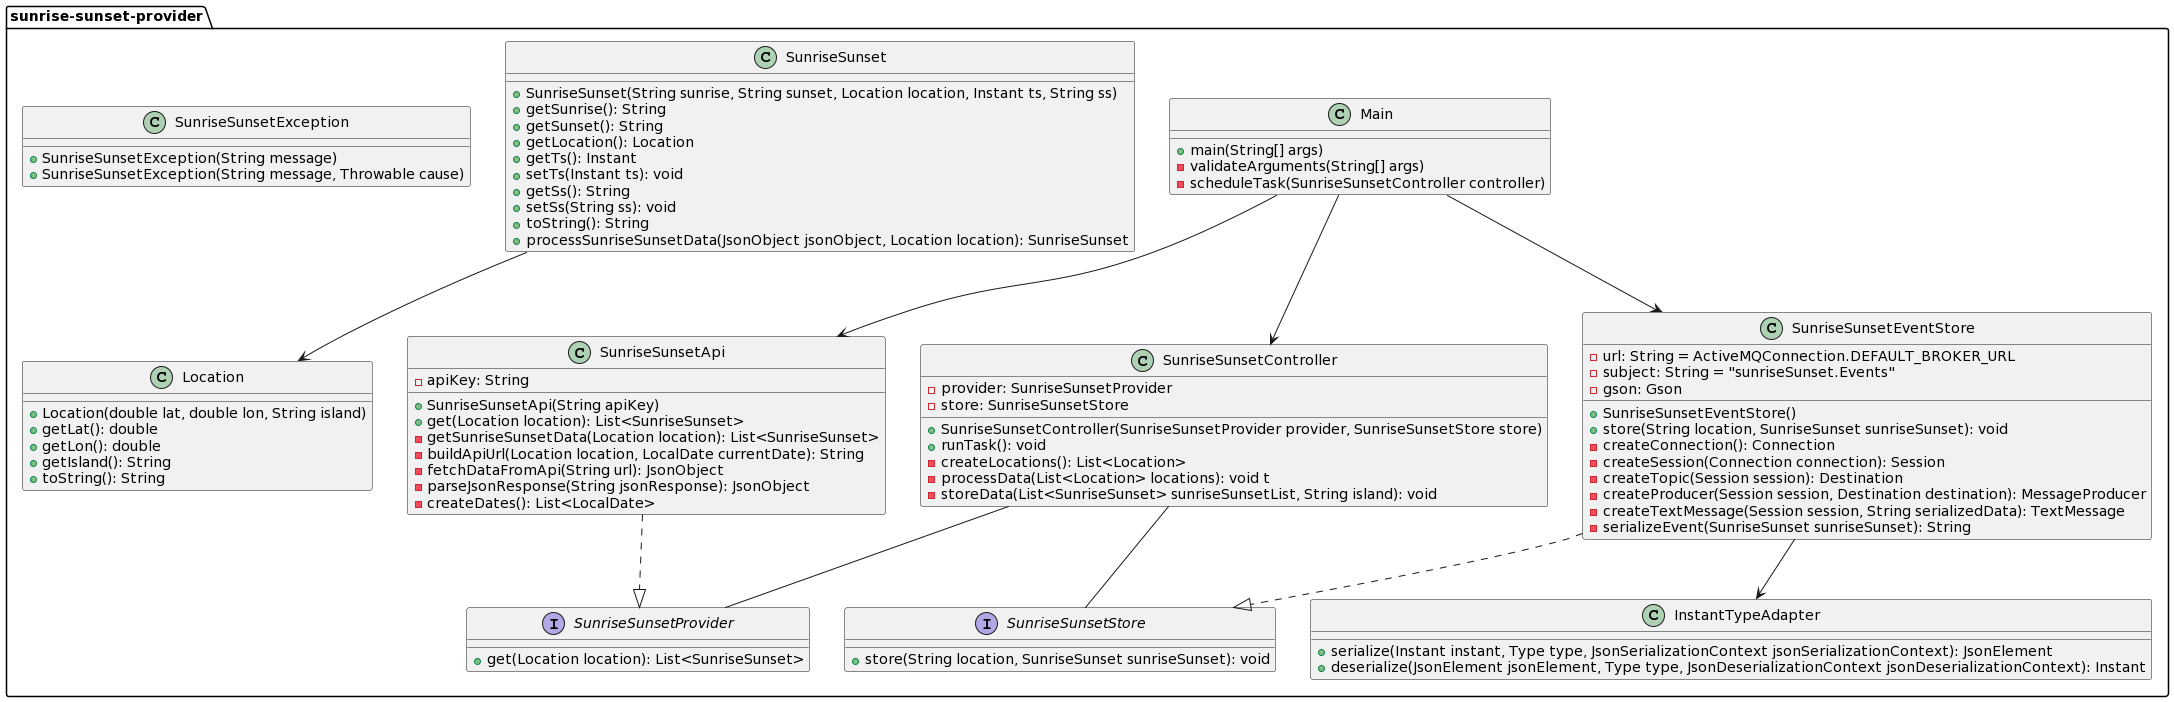 sunrise-sunset-provider
SunriseSunset
SunriseSunset(String sunrise, String sunset, Location location, Instant ts, String ss)
getSunrise(): String
getSunset(): String
getLocation(): Location
getTs(): Instant
setTs(Instant ts): void
getSs(): String
setSs(String ss): void
toString(): String
processSunriseSunsetData(JsonObject jsonObject, Location location): SunriseSunset
Main
main(String[] args)
validateArguments(String[] args)
scheduleTask(SunriseSunsetController controller)
SunriseSunsetException
SunriseSunsetException(String message)
SunriseSunsetException(String message, Throwable cause)
Location
Location(double lat, double lon, String island)
getLat(): double
getLon(): double
getIsland(): String
toString(): String
SunriseSunsetApi
apiKey: String
SunriseSunsetApi(String apiKey)
get(Location location): List<SunriseSunset>
getSunriseSunsetData(Location location): List<SunriseSunset>
buildApiUrl(Location location, LocalDate currentDate): String
fetchDataFromApi(String url): JsonObject
parseJsonResponse(String jsonResponse): JsonObject
createDates(): List<LocalDate>
SunriseSunsetController
provider: SunriseSunsetProvider
store: SunriseSunsetStore
SunriseSunsetController(SunriseSunsetProvider provider, SunriseSunsetStore store)
runTask(): void
createLocations(): List<Location>
processData(List<Location> locations): void t
storeData(List<SunriseSunset> sunriseSunsetList, String island): void
SunriseSunsetEventStore
url: String = ActiveMQConnection.DEFAULT_BROKER_URL
subject: String = "sunriseSunset.Events"
gson: Gson
SunriseSunsetEventStore()
store(String location, SunriseSunset sunriseSunset): void
createConnection(): Connection
createSession(Connection connection): Session
createTopic(Session session): Destination
createProducer(Session session, Destination destination): MessageProducer
createTextMessage(Session session, String serializedData): TextMessage
serializeEvent(SunriseSunset sunriseSunset): String
SunriseSunsetProvider
get(Location location): List<SunriseSunset>
SunriseSunsetStore
store(String location, SunriseSunset sunriseSunset): void
InstantTypeAdapter
serialize(Instant instant, Type type, JsonSerializationContext jsonSerializationContext): JsonElement
deserialize(JsonElement jsonElement, Type type, JsonDeserializationContext jsonDeserializationContext): Instant